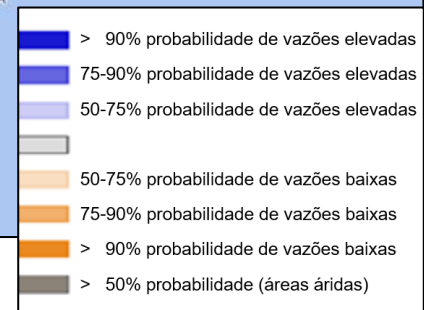 > 90% probabilidade de vazões elevadas
75-90% probabilidade de vazões elevadas
50-75% probabilidade de vazões elevadas
50-75% probabilidade de vazões baixas
75-90% probabilidade de vazões baixas
> 90% probabilidade de vazões baixas
> 50% probabilidade (áreas áridas)